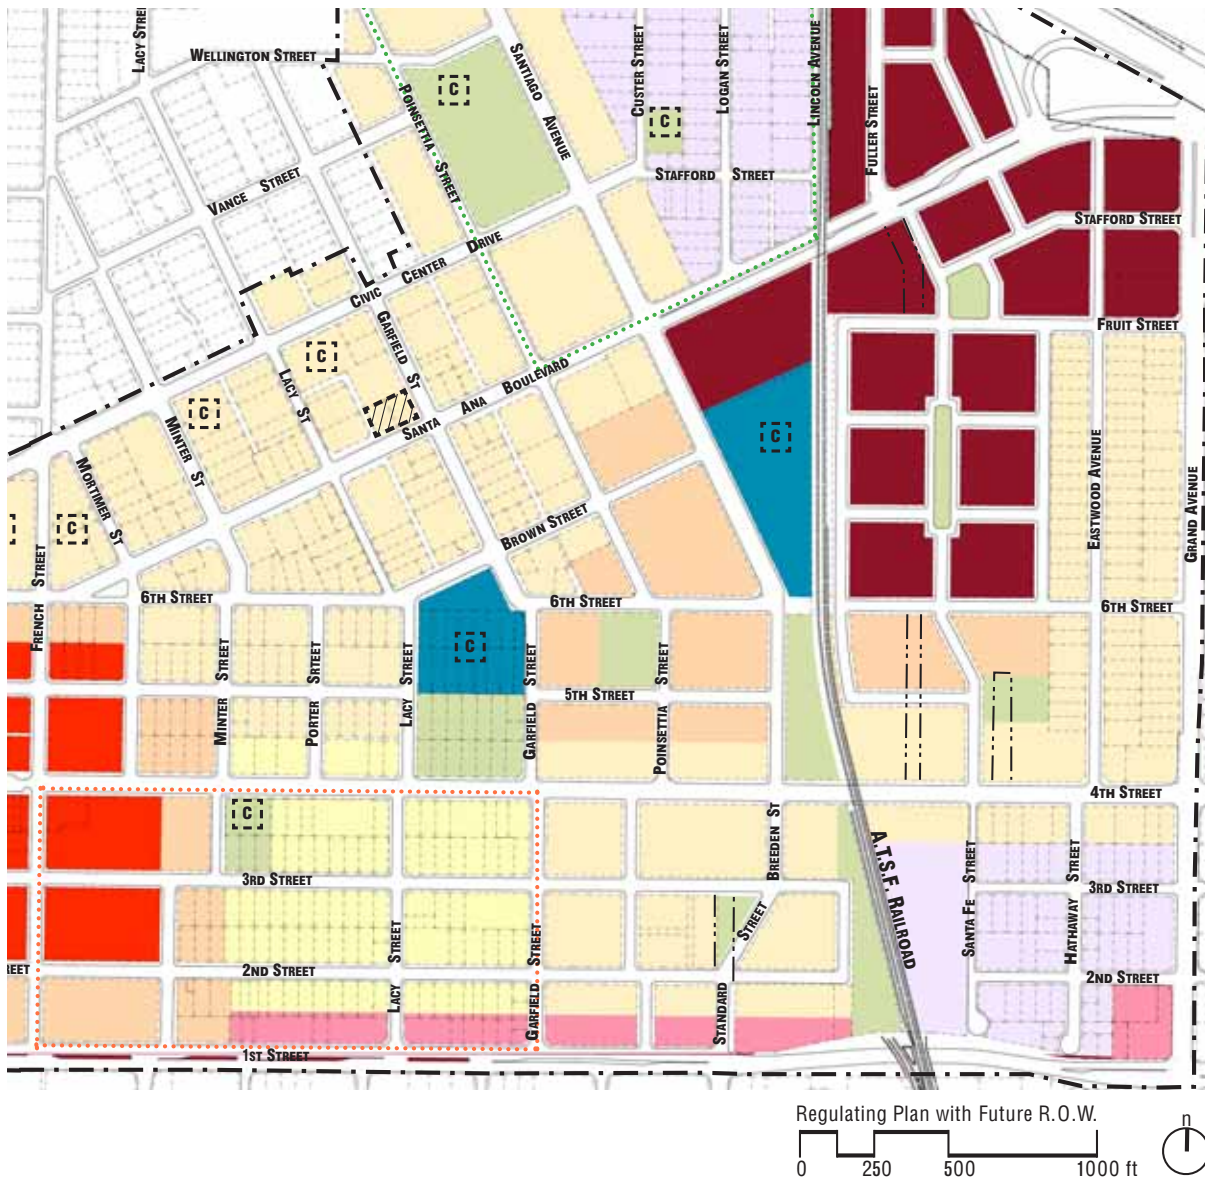 LACY STREE
WELLINGTON STREET
SANTIAGO
AVENUE
CUSTER STREET
LOGAN STREET
LINCOLN AVENUE
FULLER STREET
C
C
POINSETTIA
STREET
STAFFORD STREET
VANCE STREET
STAFFORD STREET
CIVIC CENTER DRIVE
FRUIT STREET
C
GARFIELD ST
LACY ST
SANTA ANA BOULEVARD
C
MINTER ST
C
EASTWOOD AVENUE
GRAND AVENUE
MORTIMER ST
C
BROWN STREET
FRENCH STREET
6TH STREET
6TH STREET
6TH STREET
C
MINTER STREET
PORTER SRTEET
LACY STREET
GARFIELD STREET
5TH STREET
POINSETTIA STREET
4TH STREET
C
BREEDEN ST
A.T.S.F. RAILROAD
3RD STREET
SANTA FE STREET
HATHAWAY STREET
3RD STREET
REET
2ND STREET
LACY STREET
GARFIELD STREET
STANDARD STREET
2ND STREET
1ST STREET
Regulating Plan with Future R.O.W.
0 250 500 1000 ft
n